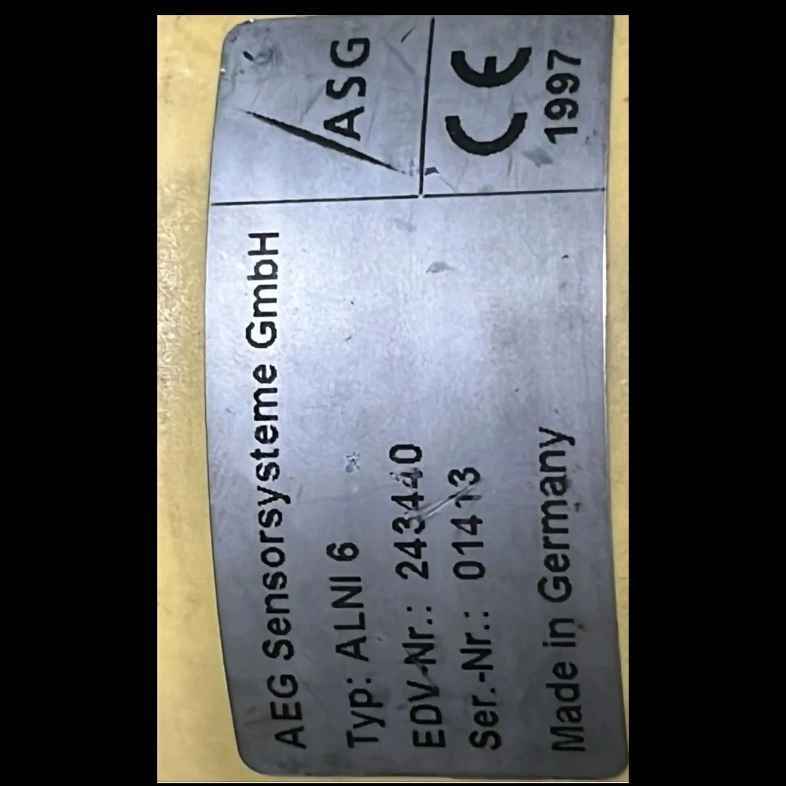 AEG Sensorsysteme GmbH
ASG
Typ: ALNI 6
EDV-Nr.: 243440
Ser.-Nr.: 01413
CE
1997
Made in Germany